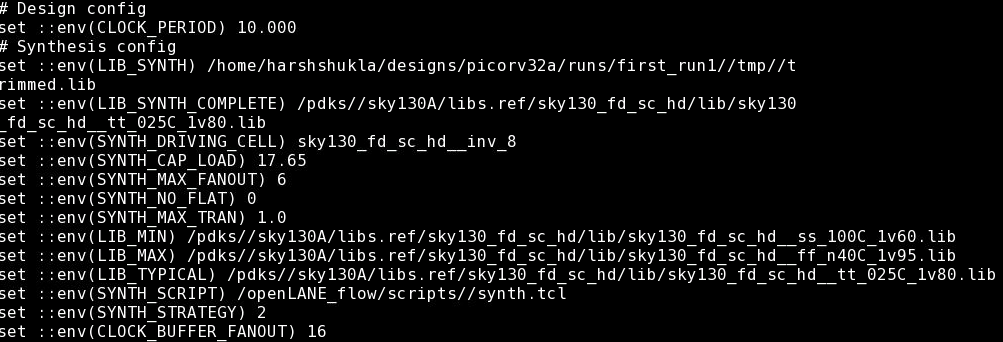 # Design config
set ::env(CLOCK_PERIOD) 10.000
# Synthesis config
set ::env(LIB_SYNTH) /home/harshshukla/designs/picorv32a/runs/first_run1//tmp//t
rimmed.lib
set ::env(LIB_SYNTH_COMPLETE) /pdks//sky130A/libs.ref/sky130_fd_sc_hd/lib/sky130
_fd_sc_hd__tt_025C_1v80.lib
set ::env(SYNTH_DRIVING_CELL) sky130_fd_sc_hd__inv_8
set ::env(SYNTH_CAP_LOAD) 17.65
set ::env(SYNTH_MAX_FANOUT) 6
set ::env(SYNTH_NO_FLAT) 0
set ::env(SYNTH_MAX_TRAN) 1.0
set ::env(LIB_MIN) /pdks//sky130A/libs.ref/sky130_fd_sc_hd/lib/sky130_fd_sc_hd__ss_100C_1v60.lib
set ::env(LIB_MAX) /pdks//sky130A/libs.ref/sky130_fd_sc_hd/lib/sky130_fd_sc_hd__ff_n40C_1v95.lib
set ::env(LIB_TYPICAL) /pdks//sky130A/libs.ref/sky130_fd_sc_hd/lib/sky130_fd_sc_hd__tt_025C_1v80.lib
set ::env(SYNTH_SCRIPT) /openLANE_flow/scripts//synth.tcl
set ::env(SYNTH_STRATEGY) 2
set ::env(CLOCK_BUFFER_FANOUT) 16